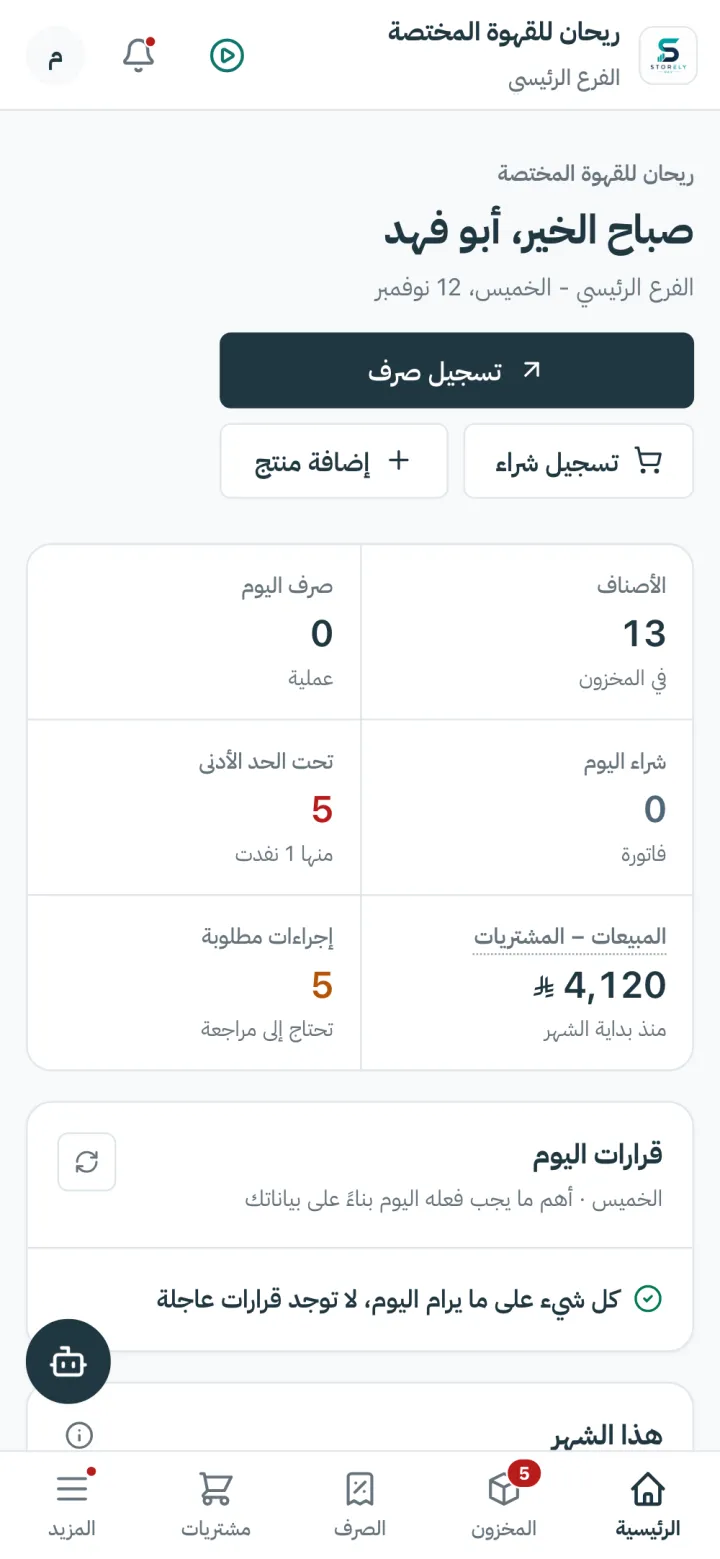 ريحان للقهوة المختصة
الفرع الرئيسى
STORELY
م
ريحان للقهوة المختصة
صباح الخير، أبو فهد
الفرع الرئيسي - الخميس، 12 نوفمبر
تسجيل صرف
تسجيل شراء
إضافة منتج
الأصناف
13
في المخزون
صرف اليوم
0
عملية
شراء اليوم
0
فاتورة
تحت الحد الأدنى
5
منها 1 نفدت
المبيعات – المشتريات
4,120
منذ بداية الشهر
إجراءات مطلوبة
5
تحتاج إلى مراجعة
قرارات اليوم
الخميس · أهم ما يجب فعله اليوم بناءً على بياناتك
كل شيء على ما يرام اليوم، لا توجد قرارات عاجلة
هذا الشهر
الرئيسية
5
المخزون
الصرف
مشتريات
المزيد